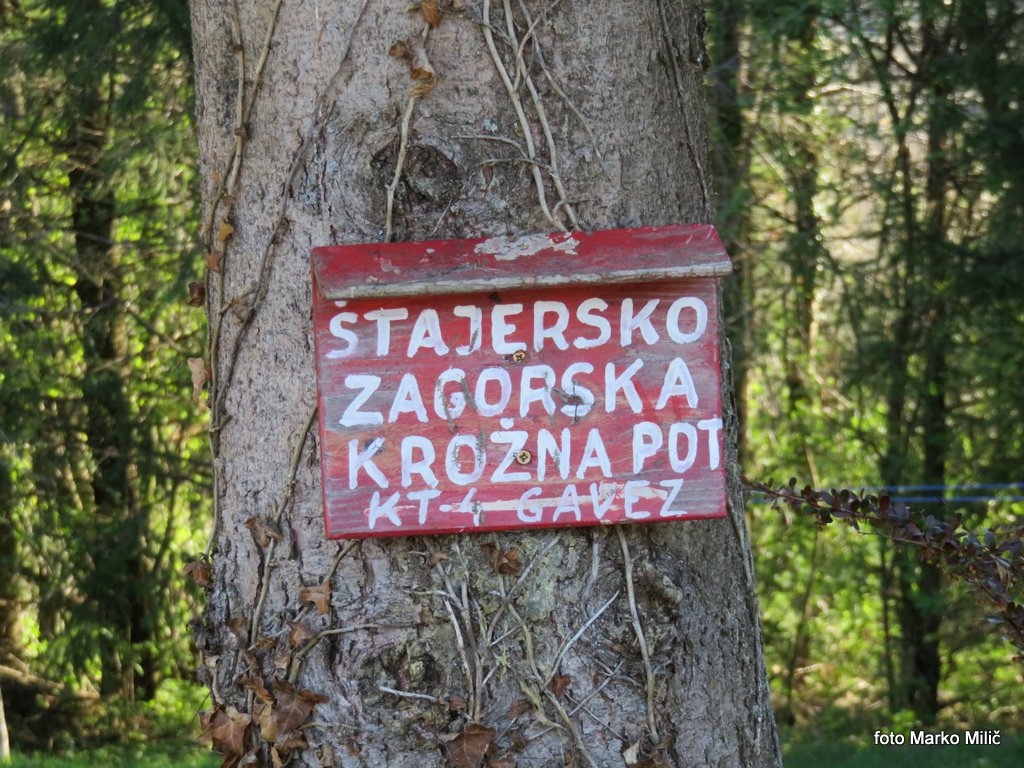 ŠTAJERSKO
ZAGORSKA
KROŽNA POT
KT-4 GAVEZ
foto Marko Milič